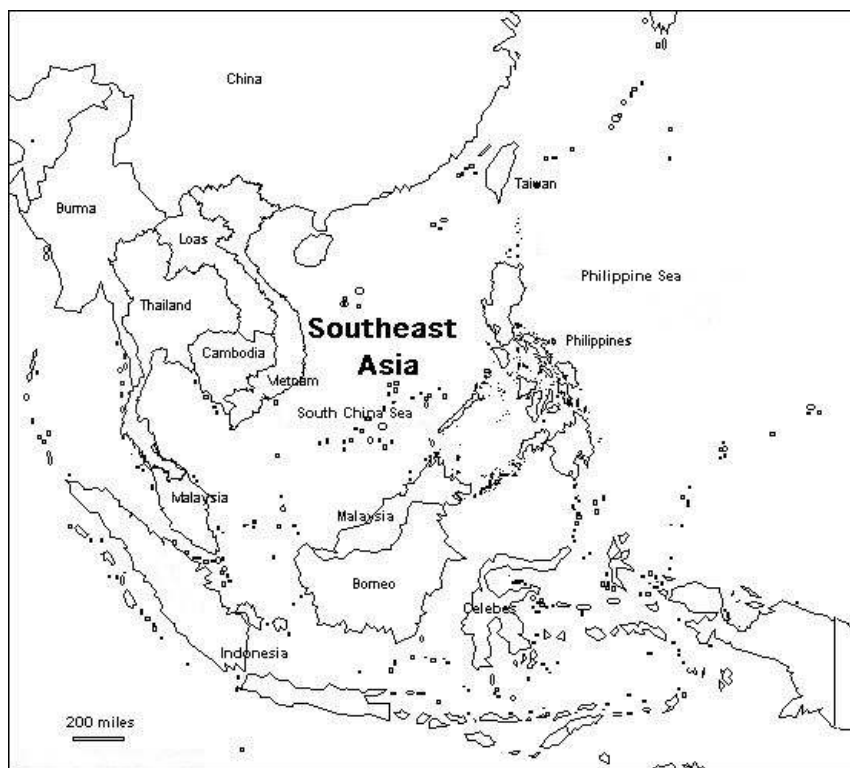 China
Taiwan
Burma
Loas
Philippine Sea
Thailand
Southeast
Asia
Philippines
Cambodia
Vietnam
South China Sea
Malaysia
Malaysia
Borneo
Celebes
Indonesia
200 miles